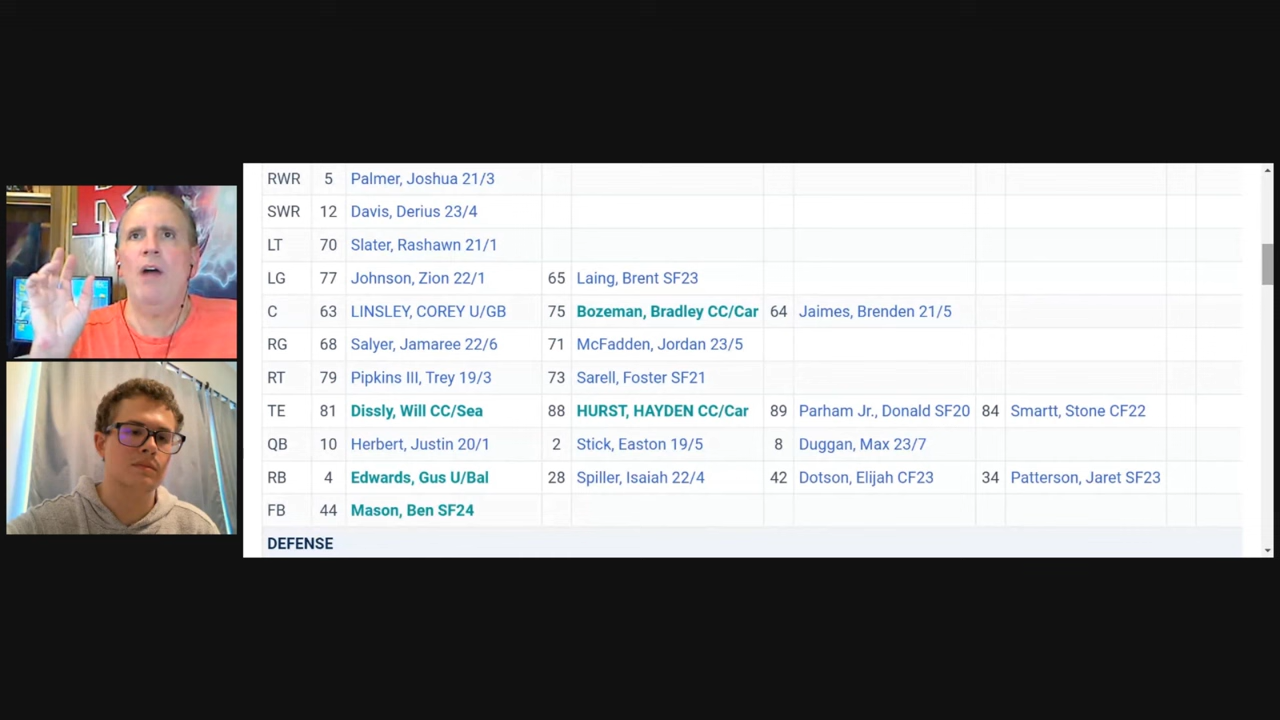 RWR 5 Palmer, Joshua 21/3
SWR 12 Davis, Derius 23/4
LT 70 Slater, Rashawn 21/1
LG 77 Johnson, Zion 22/1 65 Laing, Brent SF23
C 63 LINSLEY, COREY U/GB 75 Bozeman, Bradley CC/Car 64 Jaimes, Brenden 21/5
RG 68 Salyer, Jamaree 22/6 71 McFadden, Jordan 23/5
RT 79 Pipkins III, Trey 19/3 73 Sarell, Foster SF21
TE 81 Dissly, Will CC/Sea 88 HURST, HAYDEN CC/Car 89 Parham Jr., Donald SF20 84 Smartt, Stone CF22
QB 10 Herbert, Justin 20/1 2 Stick, Easton 19/5 8 Duggan, Max 23/7
RB 4 Edwards, Gus U/Bal 28 Spiller, Isaiah 22/4 42 Dotson, Elijah CF23 34 Patterson, Jaret SF23
FB 44 Mason, Ben SF24
DEFENSE